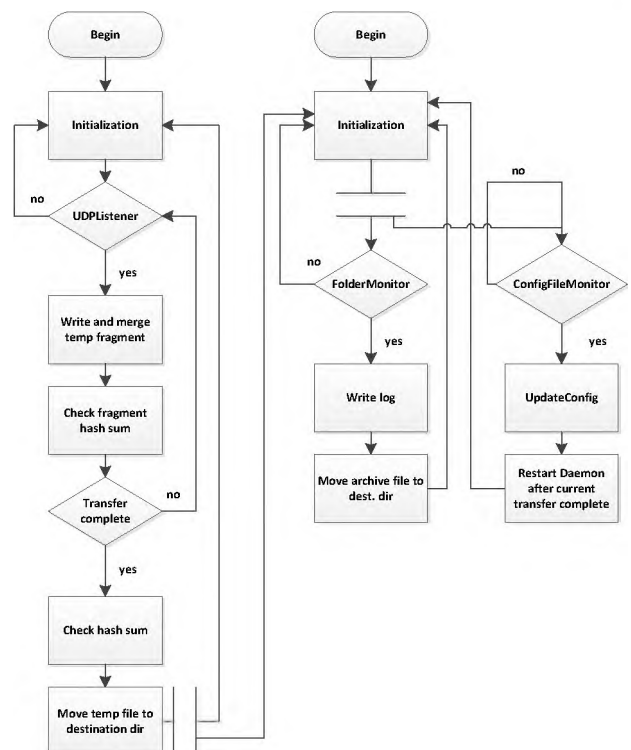 Begin
Initialization
no
UDPListener
yes
Write and merge
temp fragment
Check fragment
hash sum
Transfer
complete
no
yes
Check hash sum
Move temp file to
destination dir
Begin
Initialization
no
FolderMonitor
yes
Write log
Move archive file to
dest. dir
no
ConfigFileMonitor
yes
UpdateConfig
Restart Daemon
after current
transfer complete